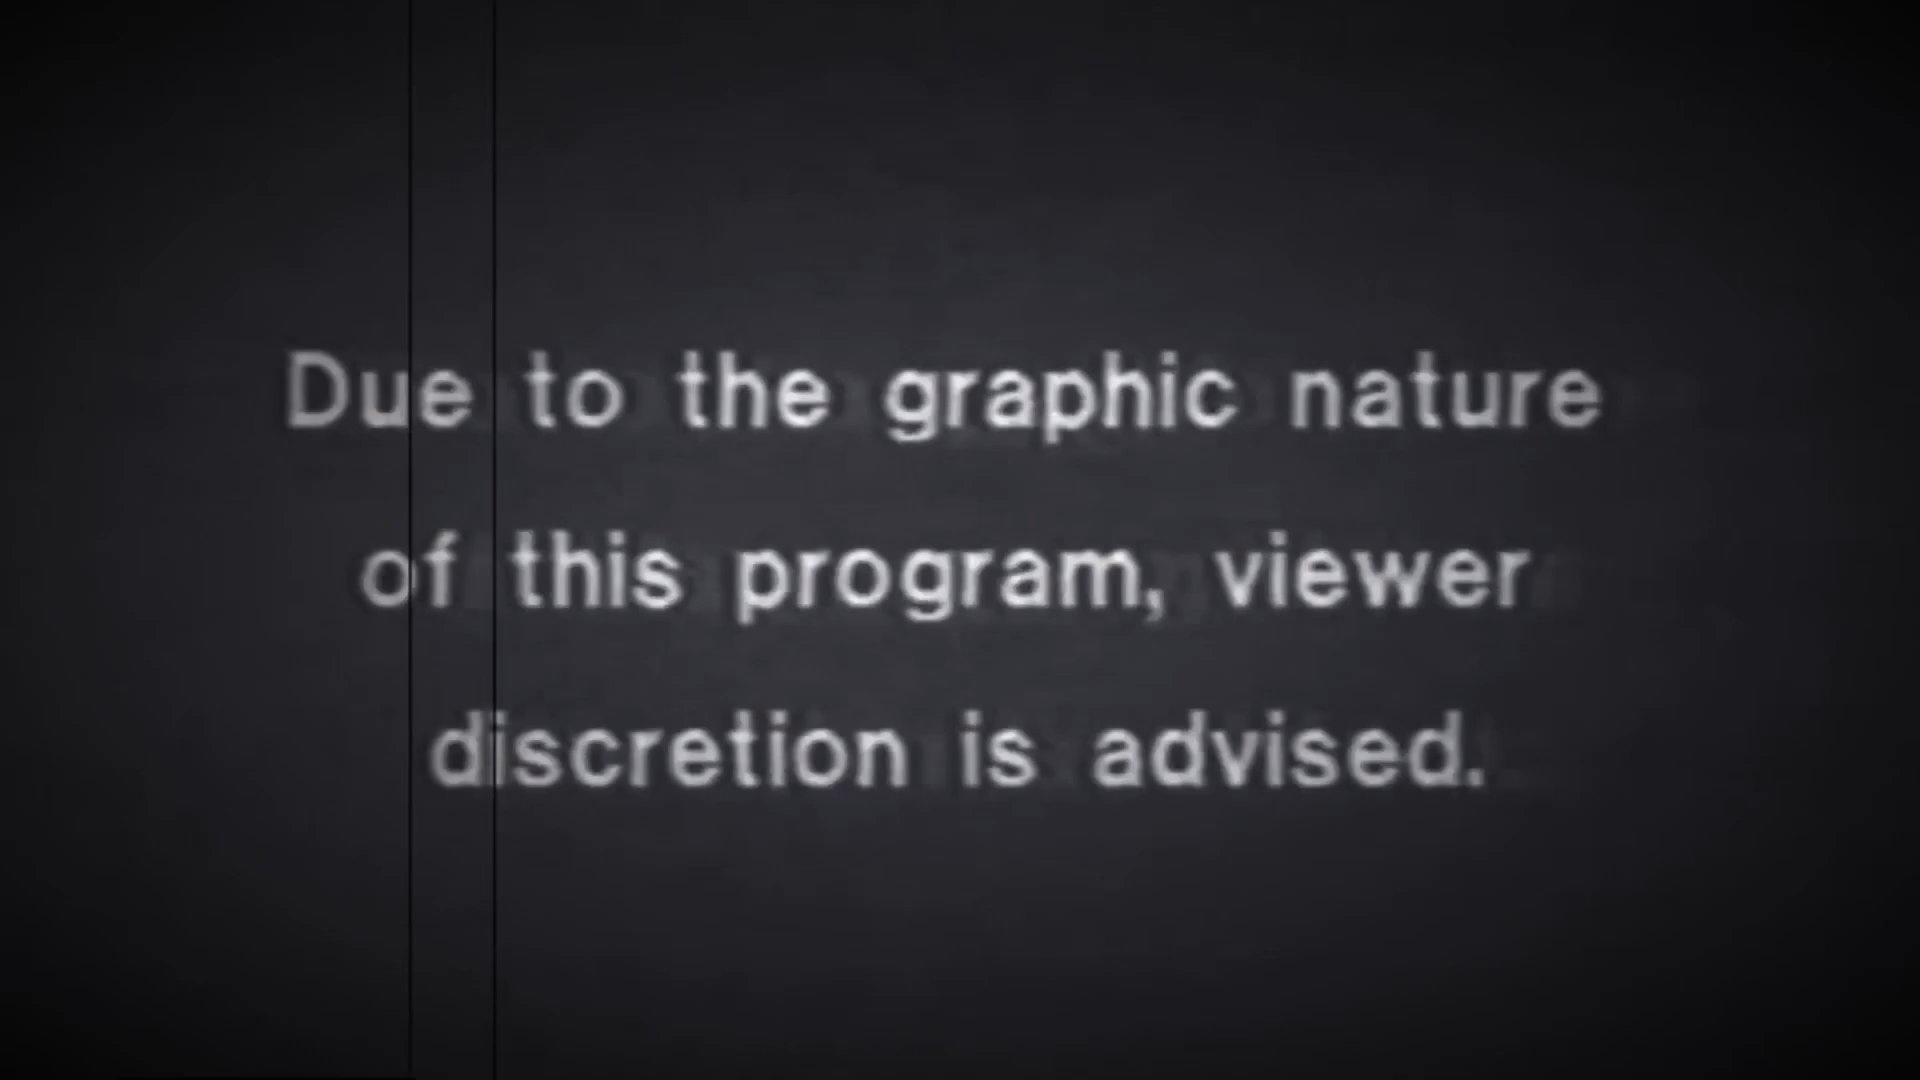 Due to the graphic nature
of this program, viewer
discretion is advised.